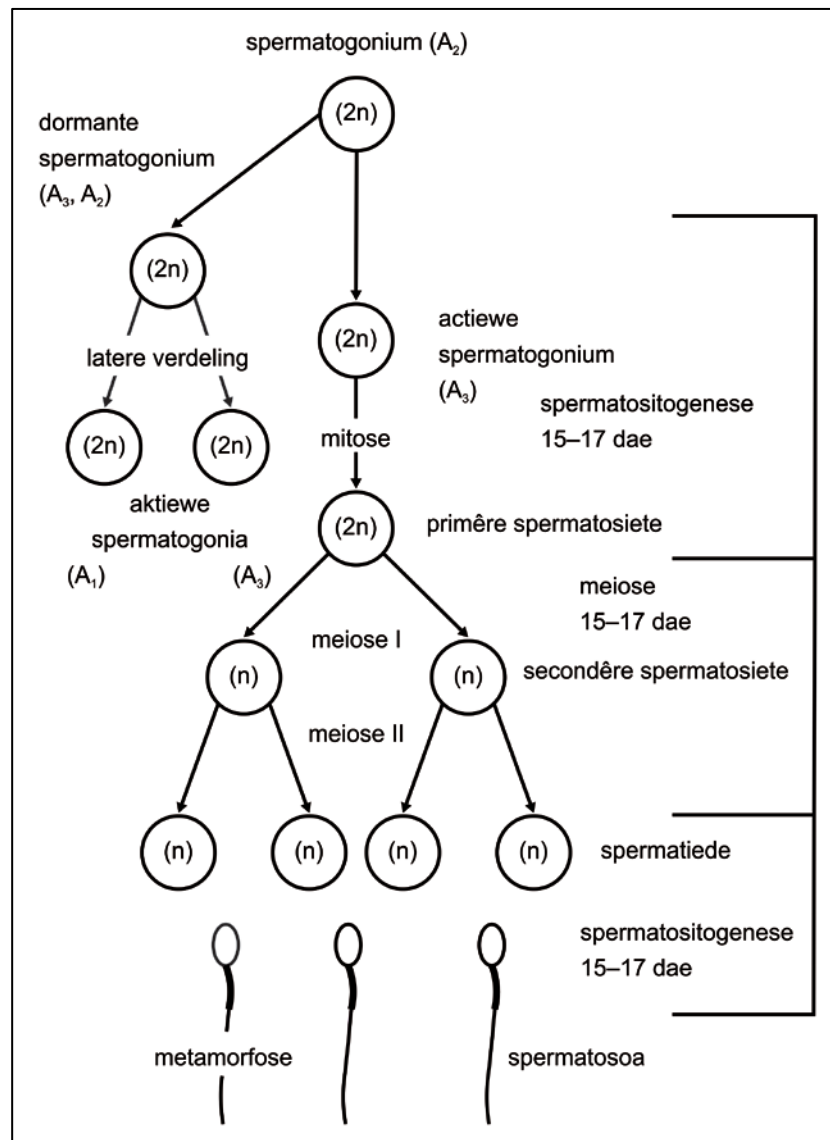 spermatogonium (A₂)
(2n)
dormante
spermatogonium
(A₃, A₂)
(2n)
(2n)
actiewe
spermatogonium
(A₃)
latere verdeling
spermatositogenese
15–17 dae
(2n)
(2n)
mitose
aktiewe
spermatogonia
(A₁)
(A₃)
(2n)
primêre spermatosiete
meiose
15–17 dae
meiose I
(n)
(n)
secondêre spermatosiete
meiose II
(n)
(n)
(n)
(n)
spermatiede
spermatositogenese
15–17 dae
metamorfose
spermatosoa